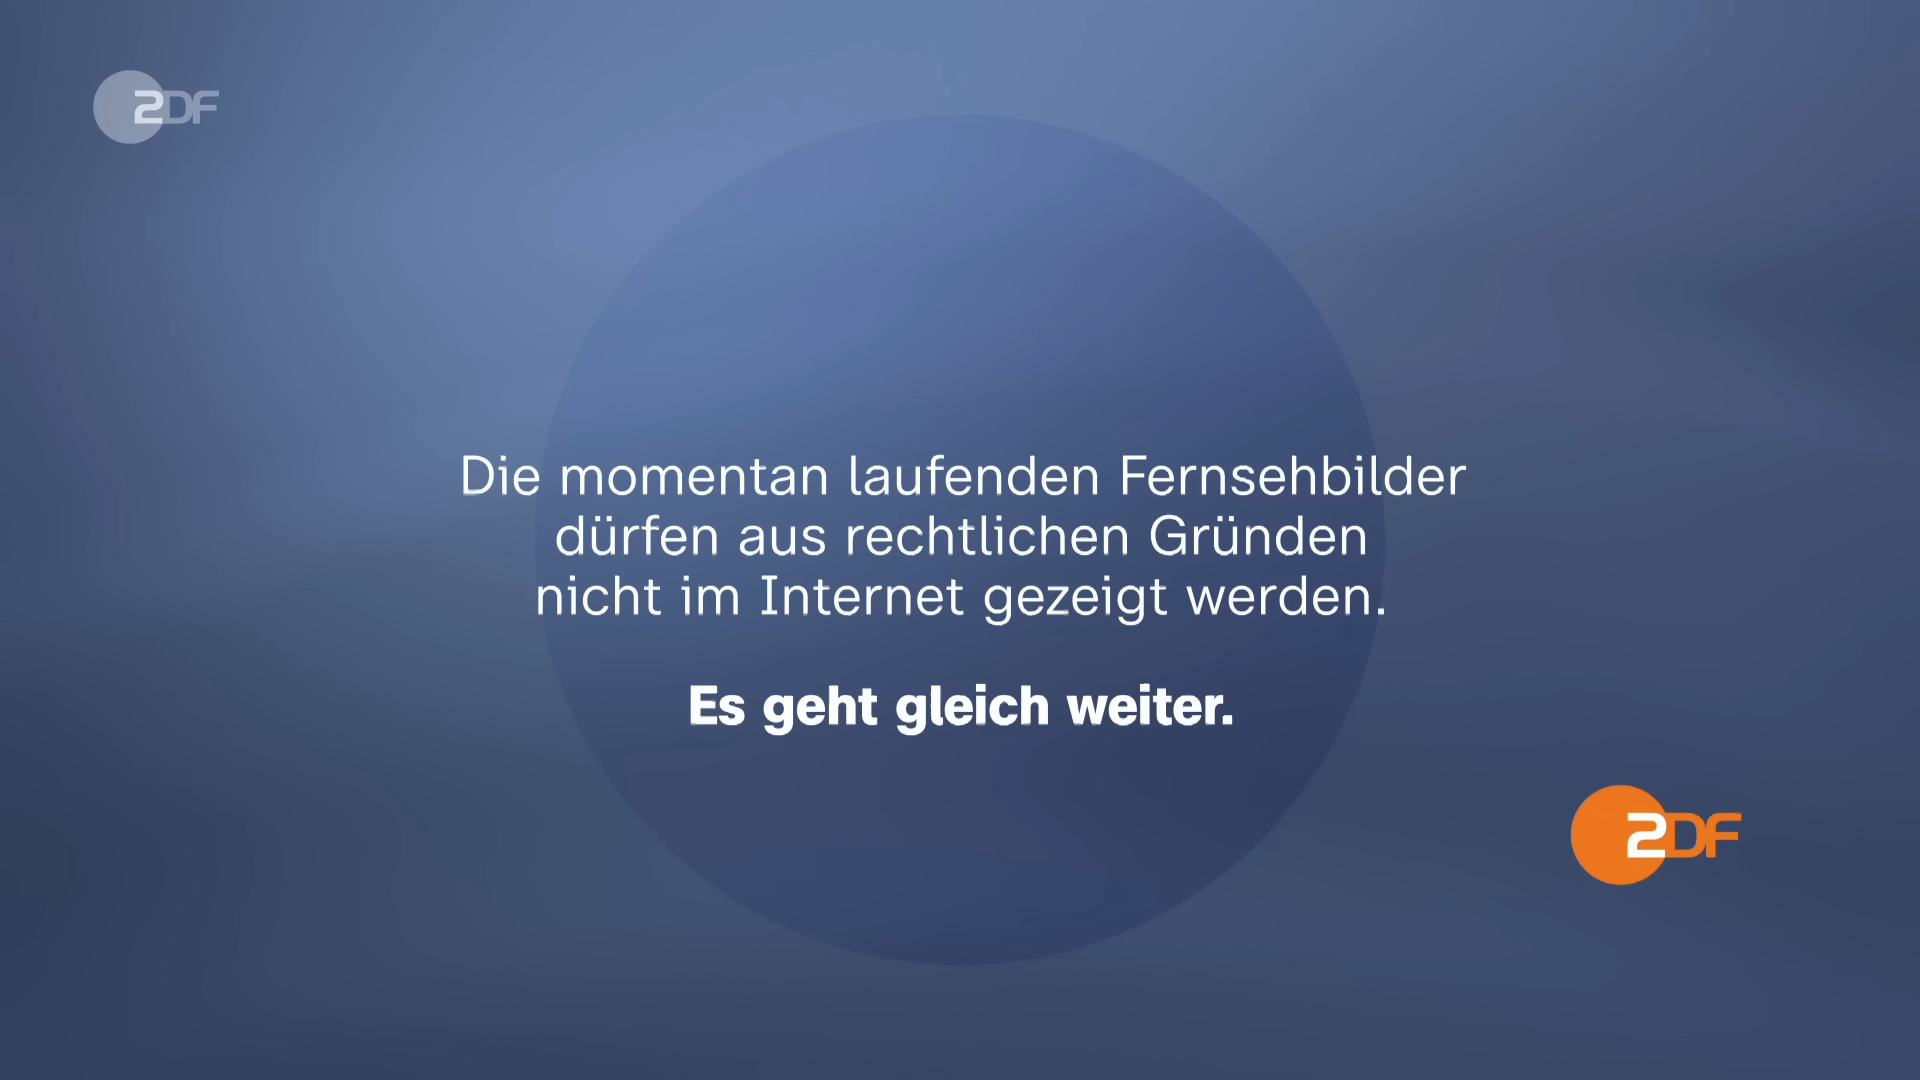 ZDF
Die momentan laufenden Fernsehbilder
dürfen aus rechtlichen Gründen
nicht im Internet gezeigt werden.
Es geht gleich weiter.
ZDF